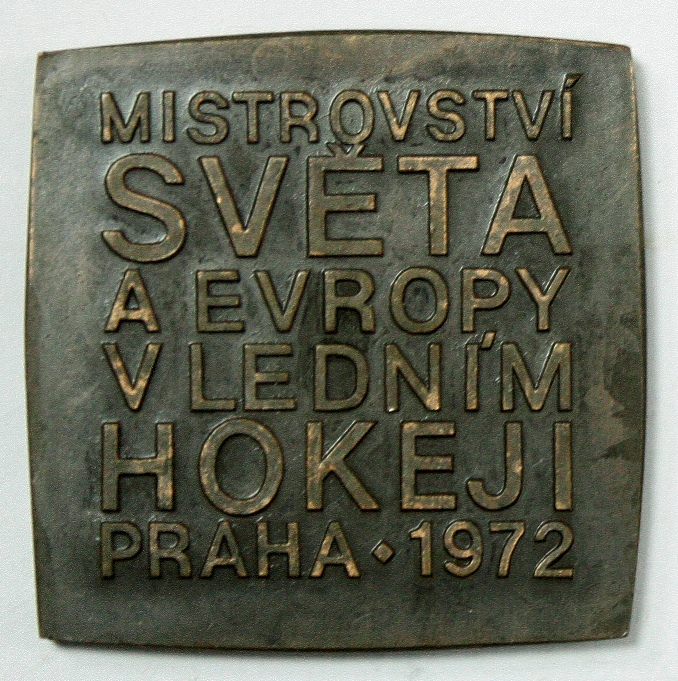 MISTROVSTVÍ
SVĚTA
A EVROPY
V LEDNÍM
HOKEJI
PRAHA • 1972